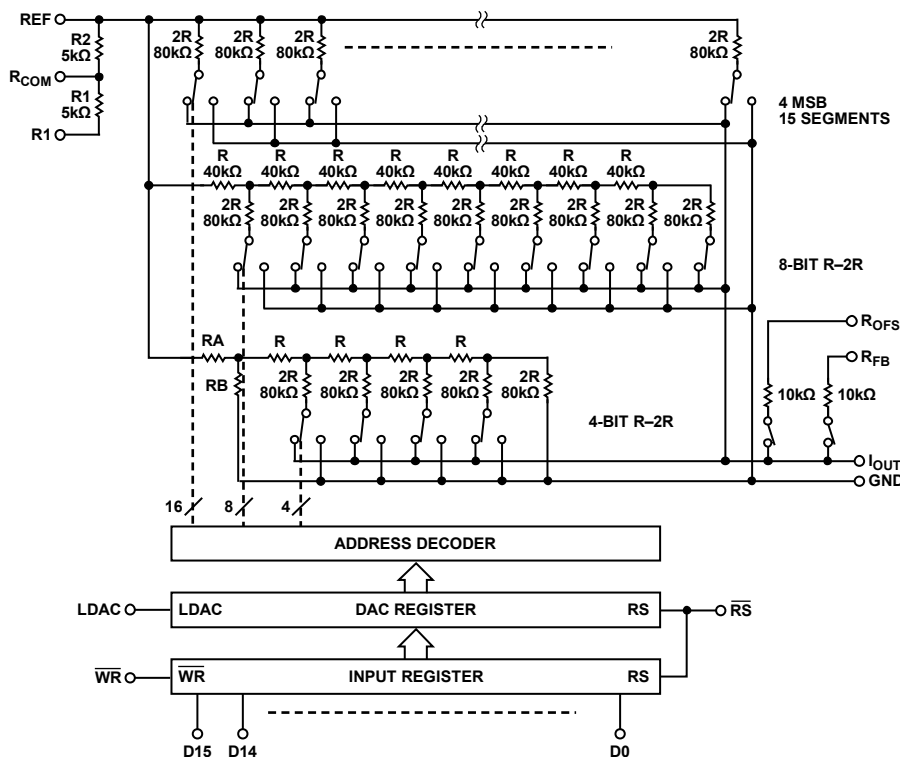 REF
R2
5kΩ
RCOM
R1
5kΩ
R1
2R
80kΩ
2R
80kΩ
2R
80kΩ
2R
80kΩ
4 MSB
15 SEGMENTS
R
40kΩ
R
40kΩ
R
40kΩ
R
40kΩ
R
40kΩ
R
40kΩ
R
40kΩ
R
40kΩ
2R
80kΩ
2R
80kΩ
2R
80kΩ
2R
80kΩ
2R
80kΩ
2R
80kΩ
2R
80kΩ
2R
80kΩ
2R
80kΩ
8-BIT R–2R
RA
R
R
R
R
RB
2R
80kΩ
2R
80kΩ
2R
80kΩ
2R
80kΩ
2R
80kΩ
4-BIT R–2R
ROFS
RFB
10kΩ
10kΩ
IOUT
GND
16
8
4
ADDRESS DECODER
LDAC
LDAC
DAC REGISTER
RS
RS
WR
WR
INPUT REGISTER
RS
D15
D14
D0